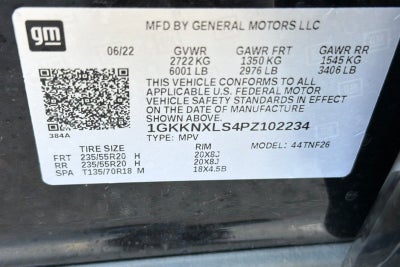 gm
MFD BY GENERAL MOTORS LLC
06/22 GVWR GAWR FRT GAWR RR
2722 KG 1350 KG 1545 KG
6001 LB 2976 LB 3406 LB
THIS VEHICLE CONFORMS TO ALL
APPLICABLE U.S. FEDERAL MOTOR
VEHICLE SAFETY STANDARDS IN EFFECT
ON THE DATE OF MANUFACTURE
SHOWN ABOVE.
384A 1GKKNXLS4PZ102234
TYPE: MPV MODEL: 44TNF26
TIRE SIZE RIM
FRT 235/55R20 H 20X8J
RR 235/55R20 H 20X8J
SPA T135/70R18 M 18X4.5B